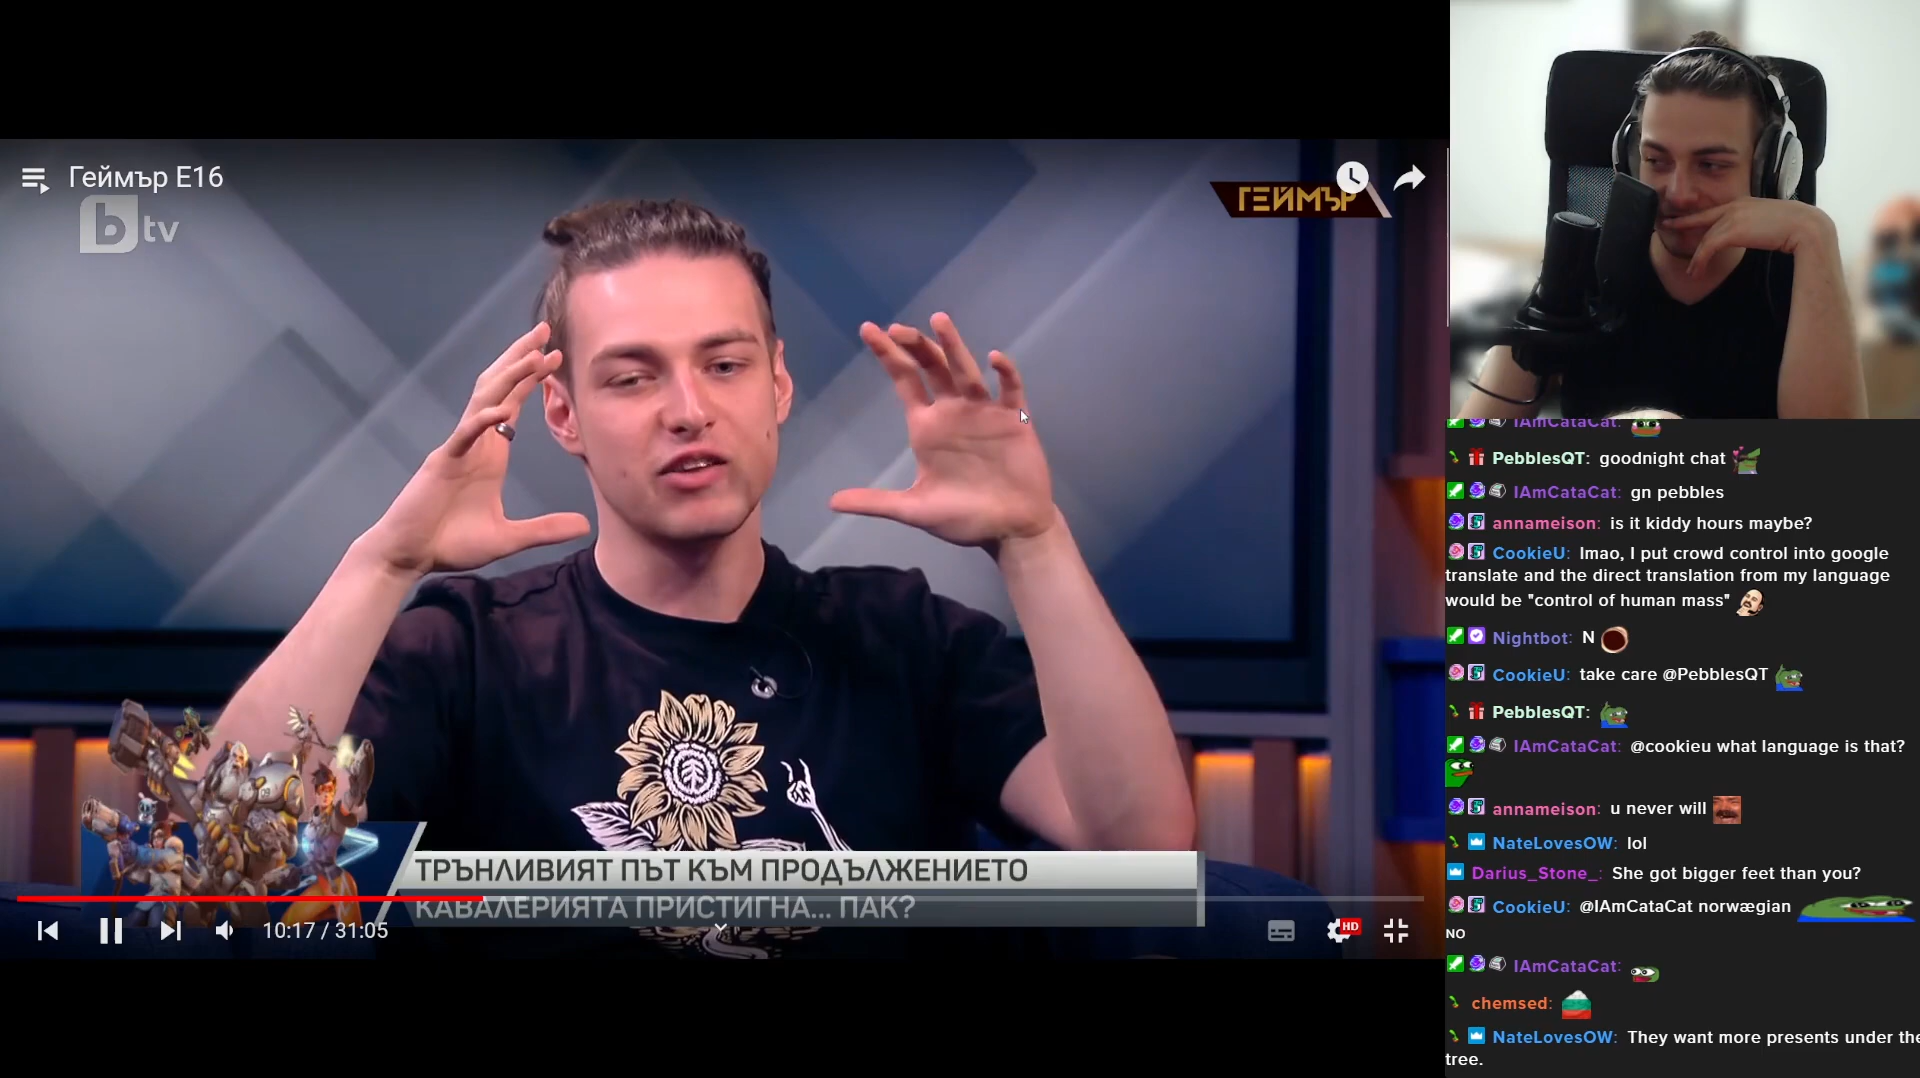 Геймър Е16
btv
ГЕЙМЪР
ТРЪНЛИВИЯТ ПЪТ КЪМ ПРОДЪЛЖЕНИЕТО
КАВАЛЕРИЯТА ПРИСТИГНА... ПАК?
10:17 / 31:05
HD
IAmCataCat:
PebblesQT: goodnight chat
IAmCataCat: gn pebbles
annameison: is it kiddy hours maybe?
CookieU: lmao, I put crowd control into google
translate and the direct translation from my language
would be "control of human mass"
Nightbot: N
CookieU: take care @PebblesQT
PebblesQT:
IAmCataCat: @cookieu what language is that?
annameison: u never will
NateLovesOW: lol
Darius_Stone_: She got bigger feet than you?
CookieU: @IAmCataCat norwægian
NO
IAmCataCat:
chemsed:
NateLovesOW: They want more presents under the
tree.